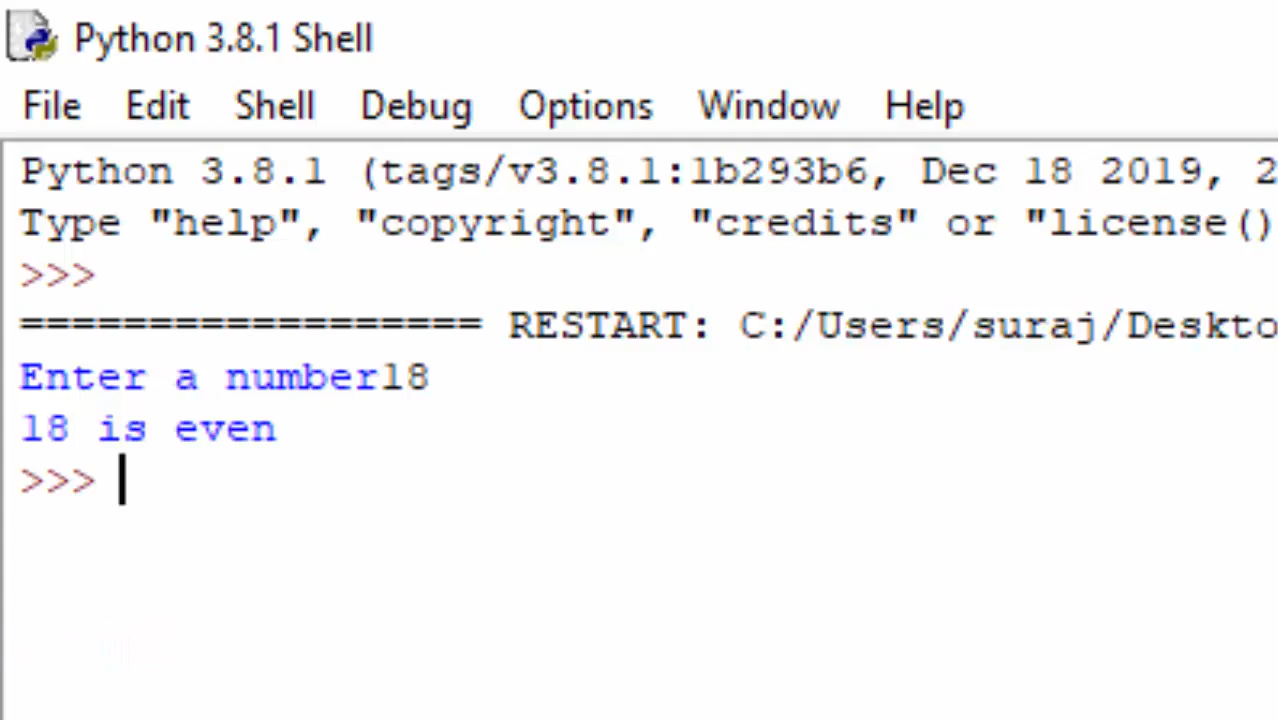 Python 3.8.1 Shell
File Edit Shell Debug Options Window Help
Python 3.8.1 (tags/v3.8.1:1b293b6, Dec 18 2019, 2
Type "help", "copyright", "credits" or "license()
>>>
================== RESTART: C:/Users/suraj/Deskto
Enter a number18
18 is even
>>>